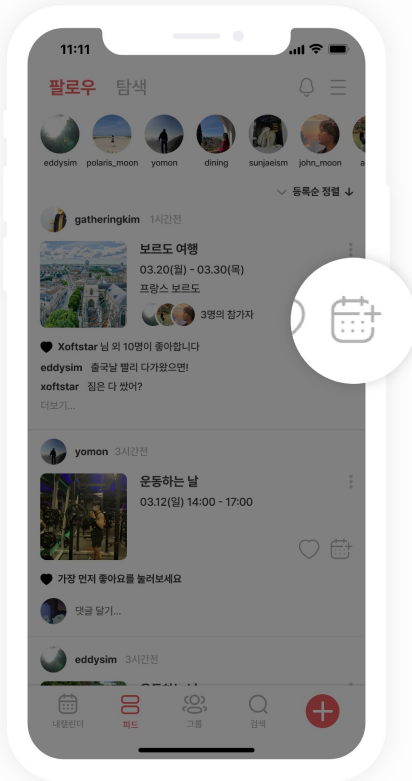 11:11
팔로우 탐색
eddysim polaris_moon yomon dining sunjaeism john_moon a
등록순 정렬
gatheringkim 1시간전
보르도 여행
03.20(월) - 03.30(목)
프랑스 보르도
3명의 참가자
Xoftstar 님 외 10명이 좋아합니다
eddysim 출국날 빨리 다가왔으면!
xoftstar 짐은 다 쌌어?
더보기...
yomon 3시간전
운동하는 날
03.12(일) 14:00 - 17:00
가장 먼저 좋아요를 눌러보세요
댓글 달기...
eddysim 3시간전
내캘린더 피드 그룹 검색